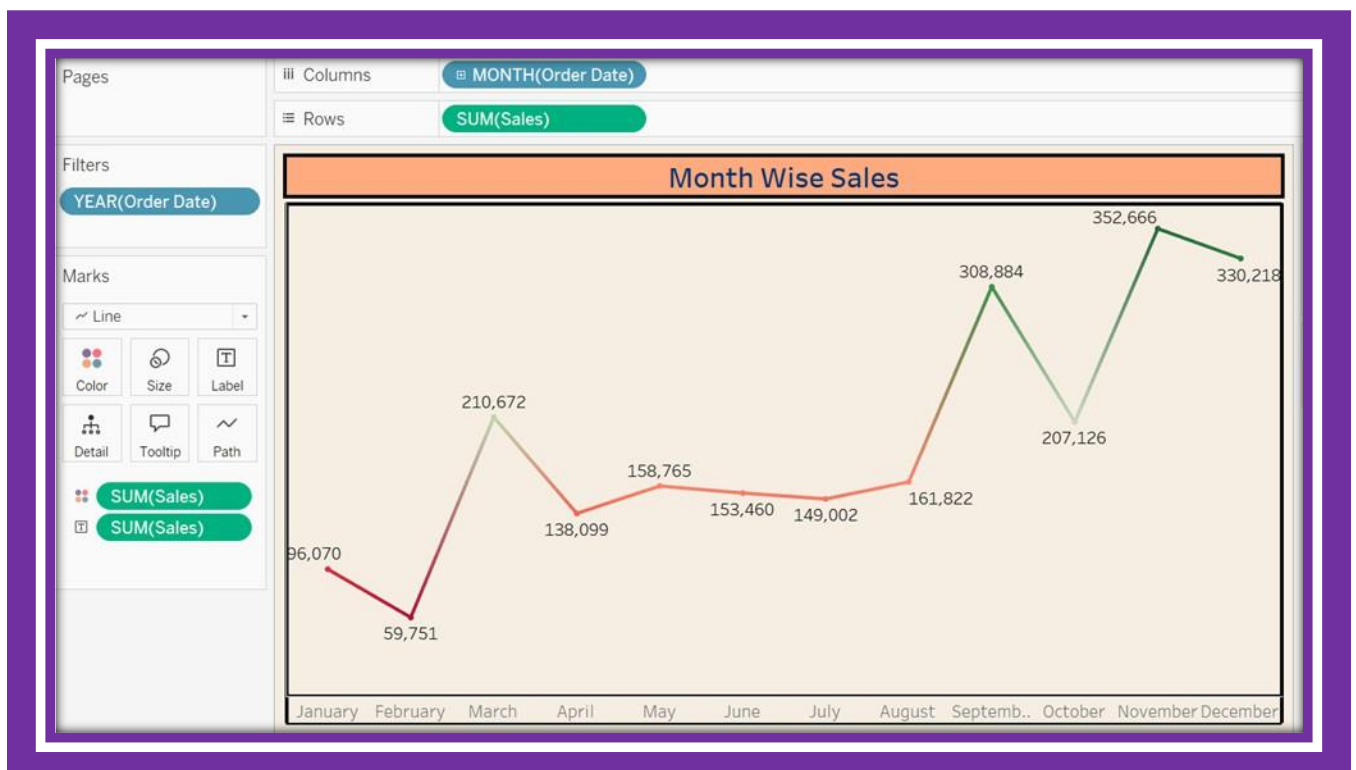 Pages
Columns
MONTH(Order Date)
Rows
SUM(Sales)
Filters
YEAR(Order Date)
Marks
Line
Color Size Label
Detail Tooltip Path
SUM(Sales)
SUM(Sales)
Month Wise Sales
352,666
308,884
330,218
210,672
207,126
158,765
161,822
153,460
149,002
138,099
96,070
59,751
January February March April May June July August Septemb.. October November December